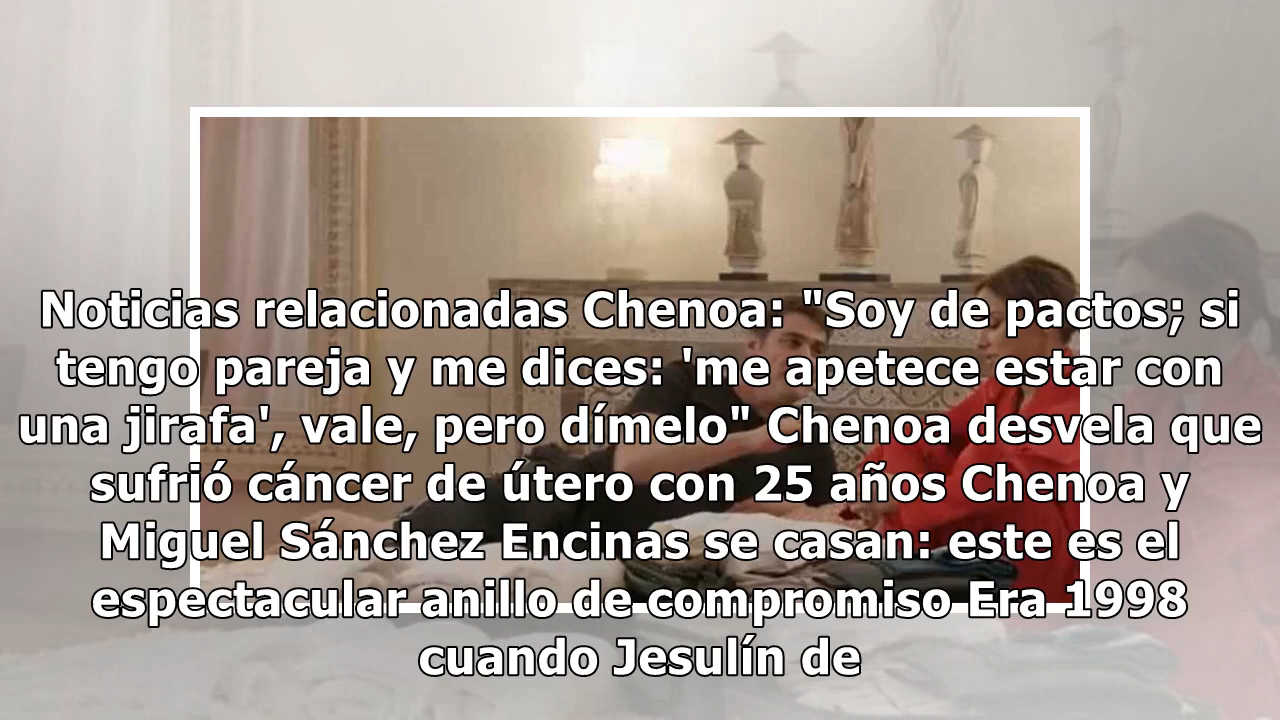 Noticias relacionadas Chenoa: "Soy de pactos; si
tengo pareja y me dices: 'me apetece estar con
una jirafa', vale, pero dímelo" Chenoa desvela que
sufrió cáncer de útero con 25 años Chenoa y
Miguel Sánchez Encinas se casan: este es el
espectacular anillo de compromiso Era 1998
cuando Jesulín de